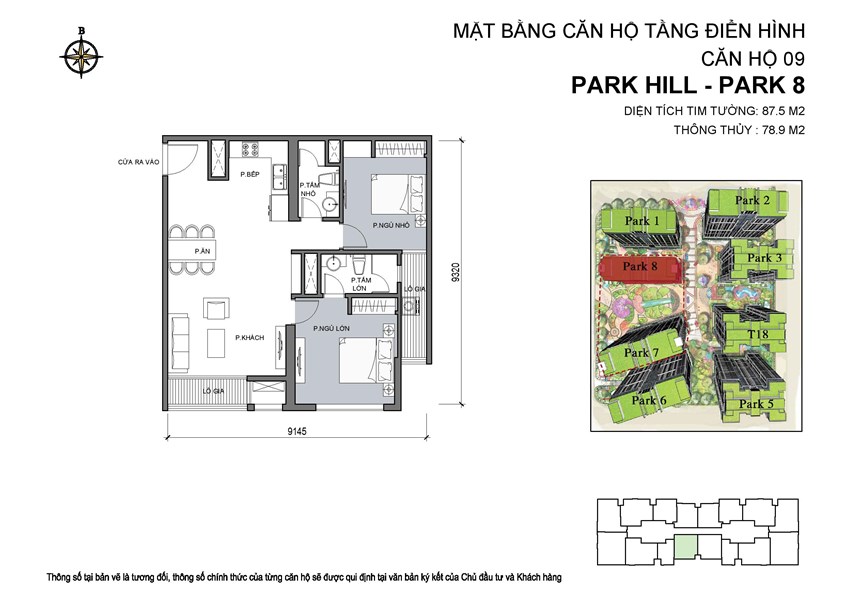 B
MẶT BẰNG CĂN HỘ TẦNG ĐIỂN HÌNH
CĂN HỘ 09
PARK HILL - PARK 8
DIỆN TÍCH TIM TƯỜNG: 87.5 M2
THÔNG THỦY : 78.9 M2
CỬA RA VÀO
P.BẾP
P.TẮM
NHỎ
P.NGỦ NHỎ
P.ĂN
P.TẮM
LỚN
LÔ GIA
P.NGỦ LỚN
P.KHÁCH
LÔ GIA
9320
9145
Park 1
Park 2
Park 8
Park 3
T18
Park 7
Park 6
Park 5
Thông số tại bản vẽ là tương đối, thông số chính thức của từng căn hộ sẽ được qui định tại văn bản ký kết của Chủ đầu tư và Khách hàng